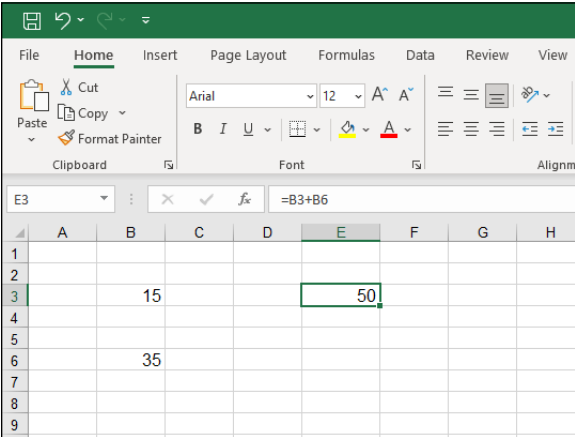 File Home Insert Page Layout Formulas Data Review View
Cut
Copy
Format Painter
Paste
Arial 12 A A
B I U A
Clipboard Font Alignm
E3 fx =B3+B6
A B C D E F G H
1
2
3 15 50
4
5
6 35
7
8
9